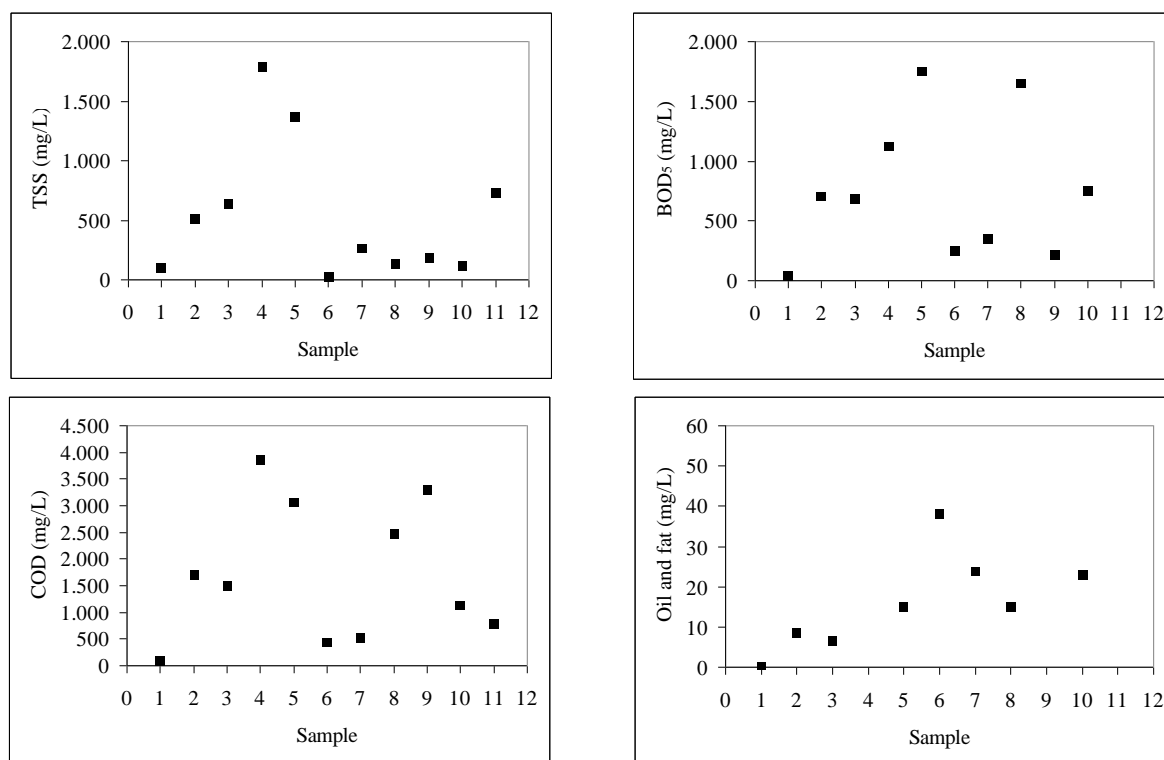 TSS (mg/L)
2.000
1.500
1.000
500
0
0 1 2 3 4 5 6 7 8 9 10 11 12
Sample
BOD₅ (mg/L)
2.000
1.500
1.000
500
0
0 1 2 3 4 5 6 7 8 9 10 11 12
Sample
COD (mg/L)
4.500
4.000
3.500
3.000
2.500
2.000
1.500
1.000
500
0
0 1 2 3 4 5 6 7 8 9 10 11 12
Sample
Oil and fat (mg/L)
60
50
40
30
20
10
0
0 1 2 3 4 5 6 7 8 9 10 11 12
Sample